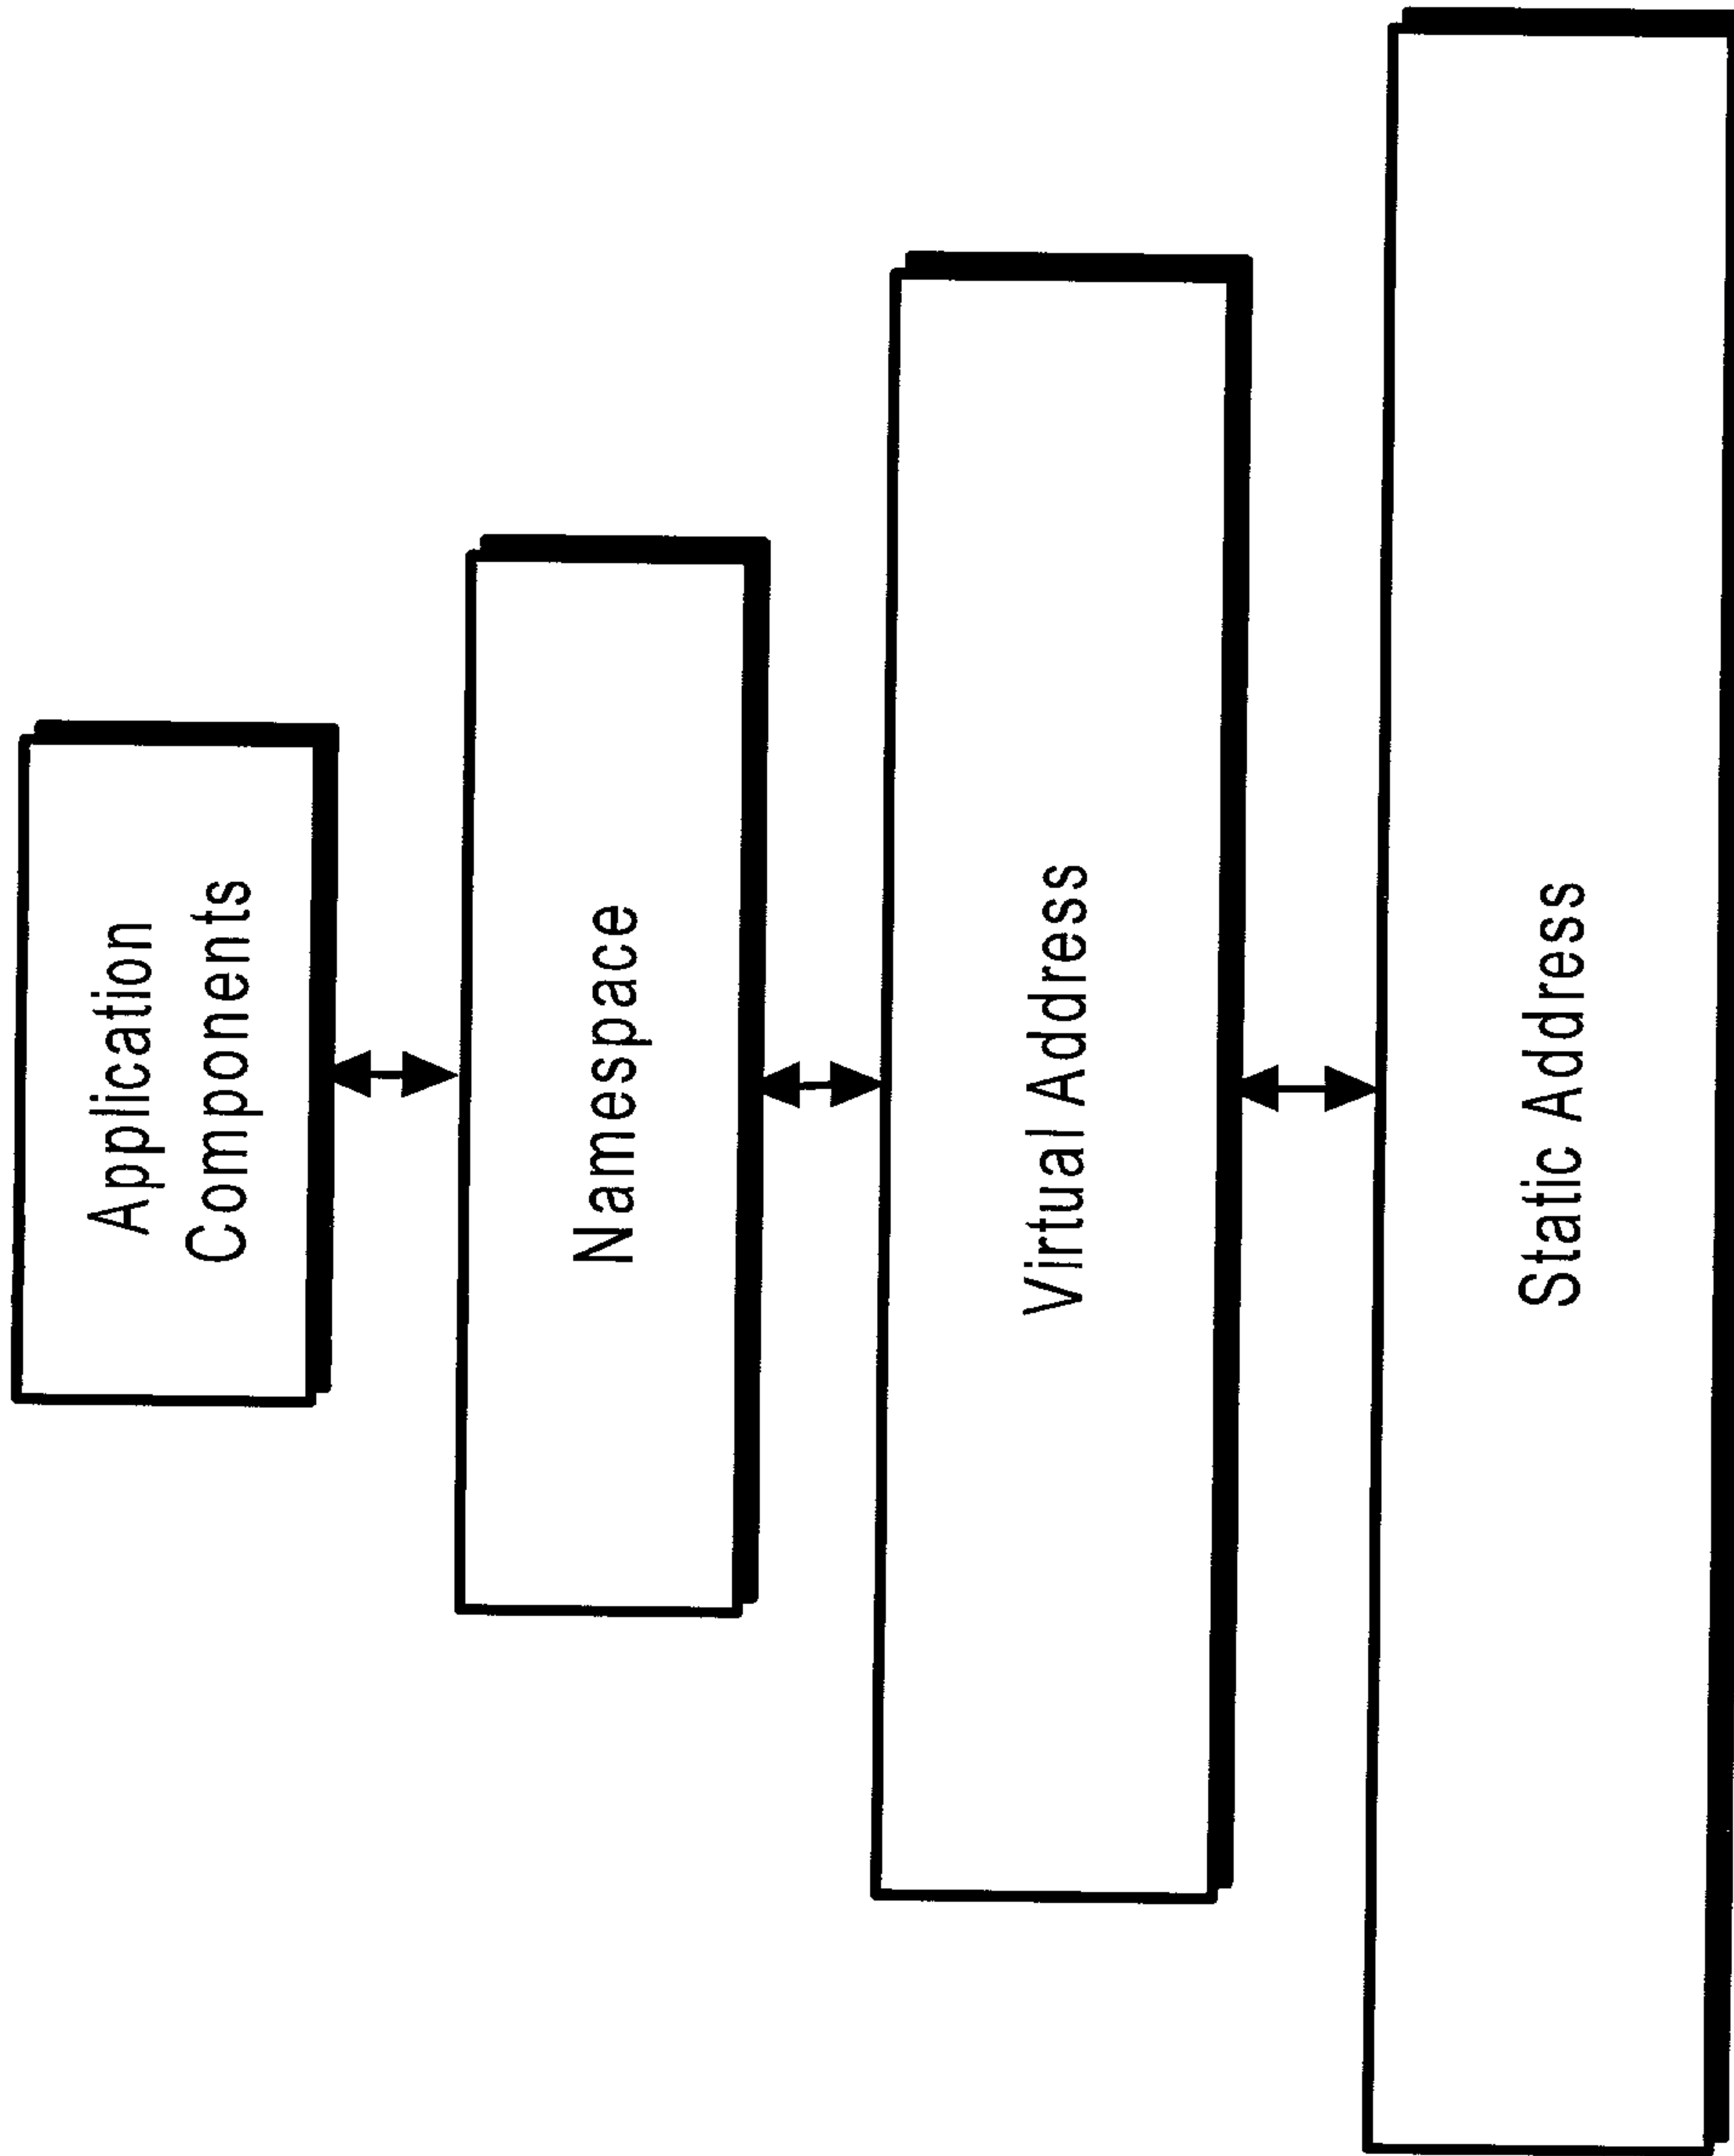 Application
Components
Namespace
Virtual Address
Static Address